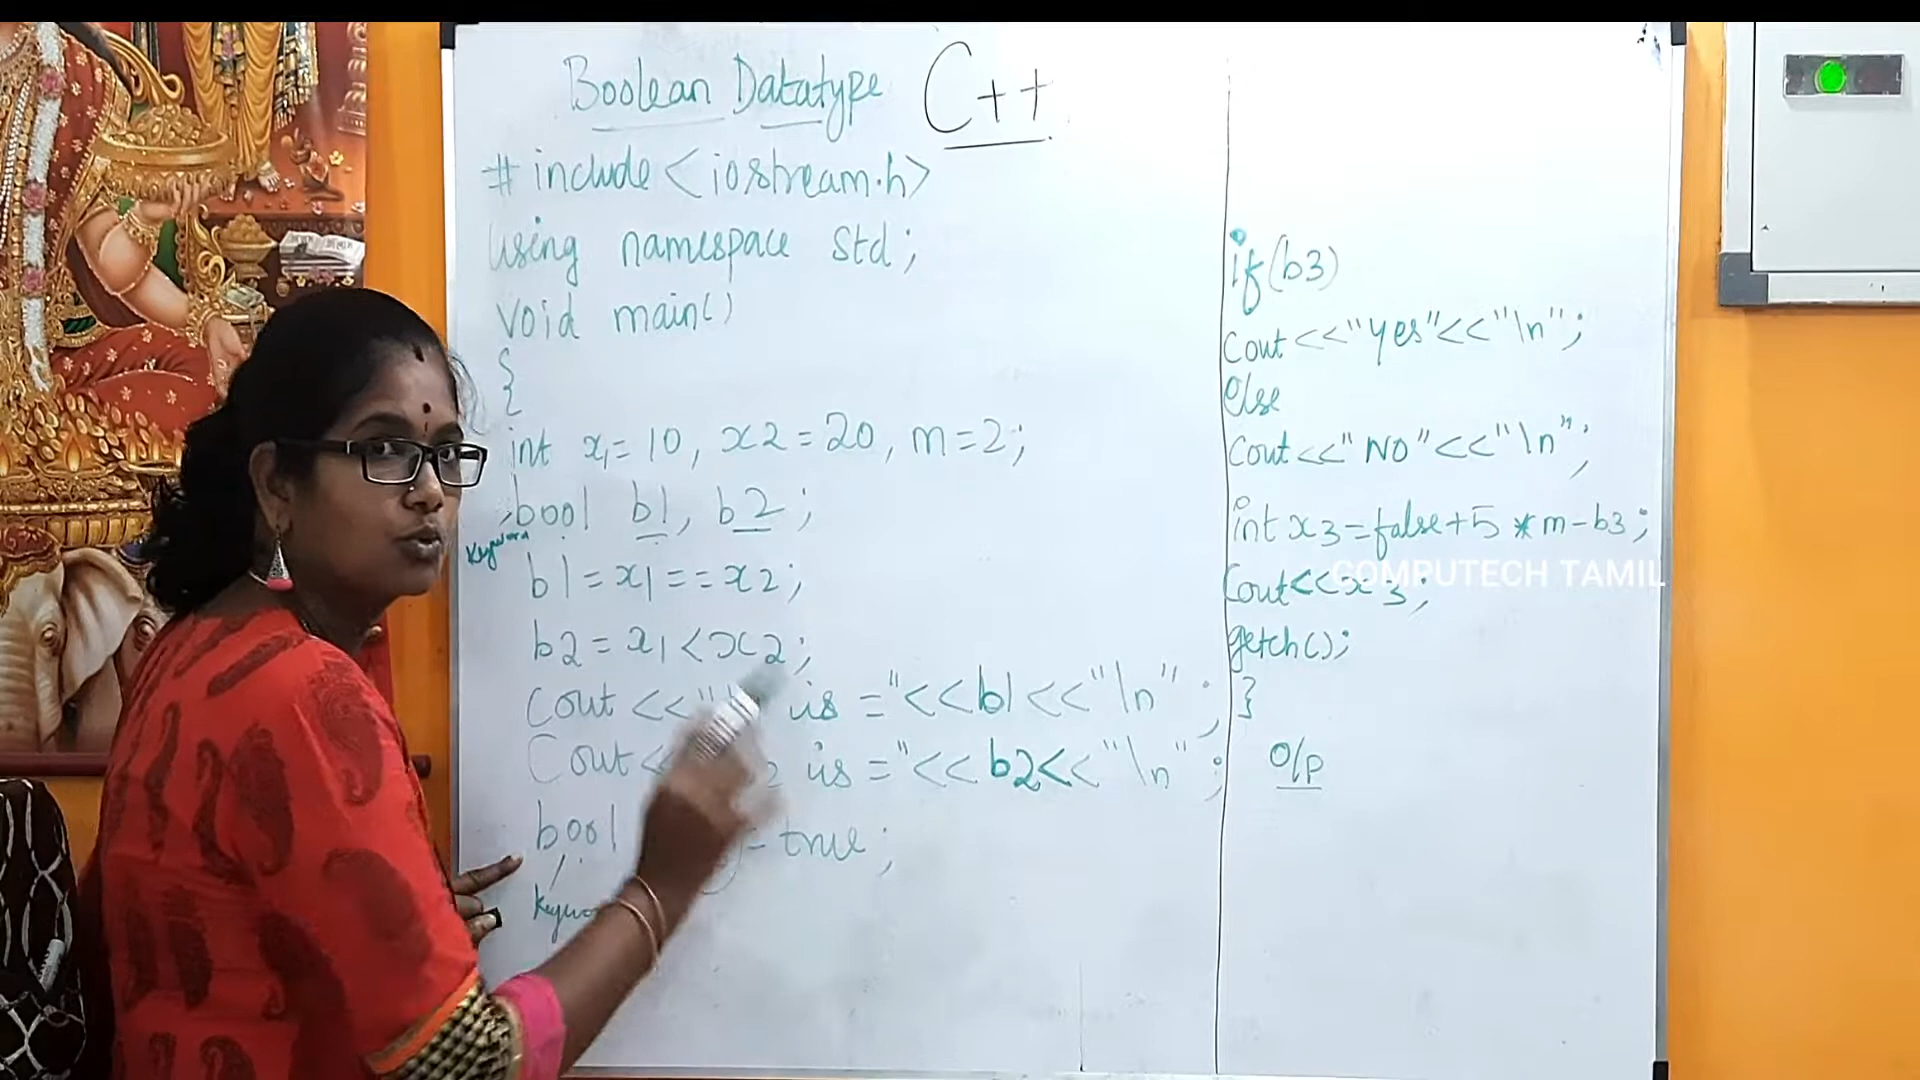 Boolean Datatype C++
# include <iostream.h>
using namespace std;
void main()
{
int x1=10, x2=20, m=2;
bool b1, b2;
Keyword
b1=x1==x2;
b2=x1<x2;
Cout<<" is ="<<b1<<"\n";
Cout<< 2 is ="<<b2<<"\n";
bool =true;
if(b3)
Cout<<"Yes"<<"\n";
else
Cout<<"NO"<<"\n";
int x3=false+5*m-b3;
Cout<<x3;
getch();
}
O/P
COMPUTECH TAMIL